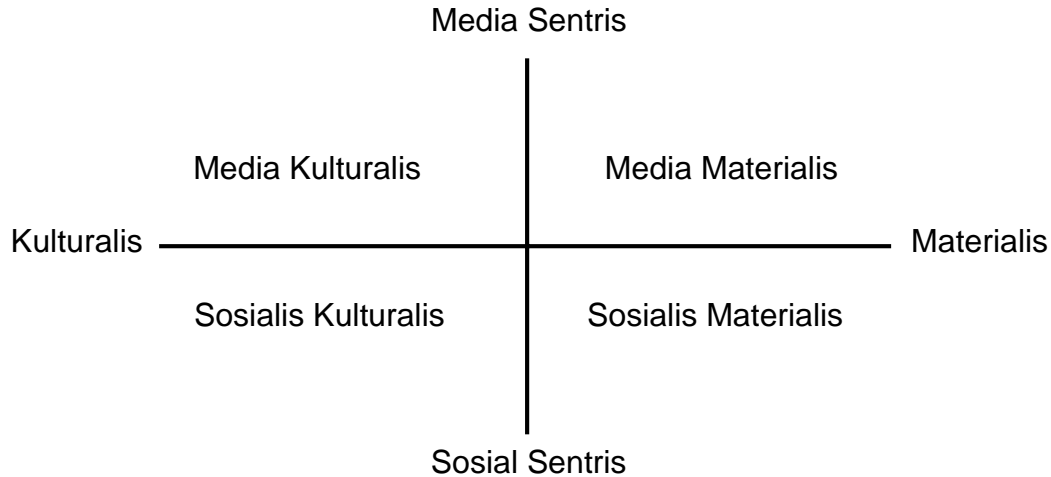 Media Sentris
Media Kulturalis
Media Materialis
Kulturalis
Materialis
Sosialis Kulturalis
Sosialis Materialis
Sosial Sentris